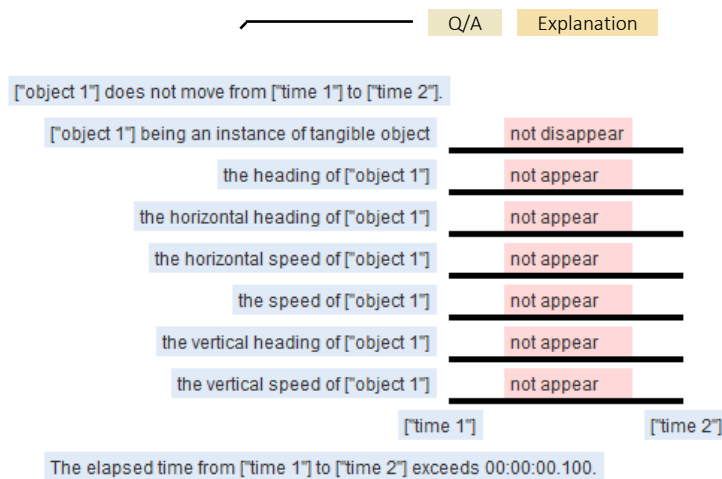 Q/A Explanation
["object 1"] does not move from ["time 1"] to ["time 2"].
["object 1"] being an instance of tangible object not disappear
the heading of ["object 1"] not appear
the horizontal heading of ["object 1"] not appear
the horizontal speed of ["object 1"] not appear
the speed of ["object 1"] not appear
the vertical heading of ["object 1"] not appear
the vertical speed of ["object 1"] not appear
["time 1"] ["time 2"]
The elapsed time from ["time 1"] to ["time 2"] exceeds 00:00:00.100.